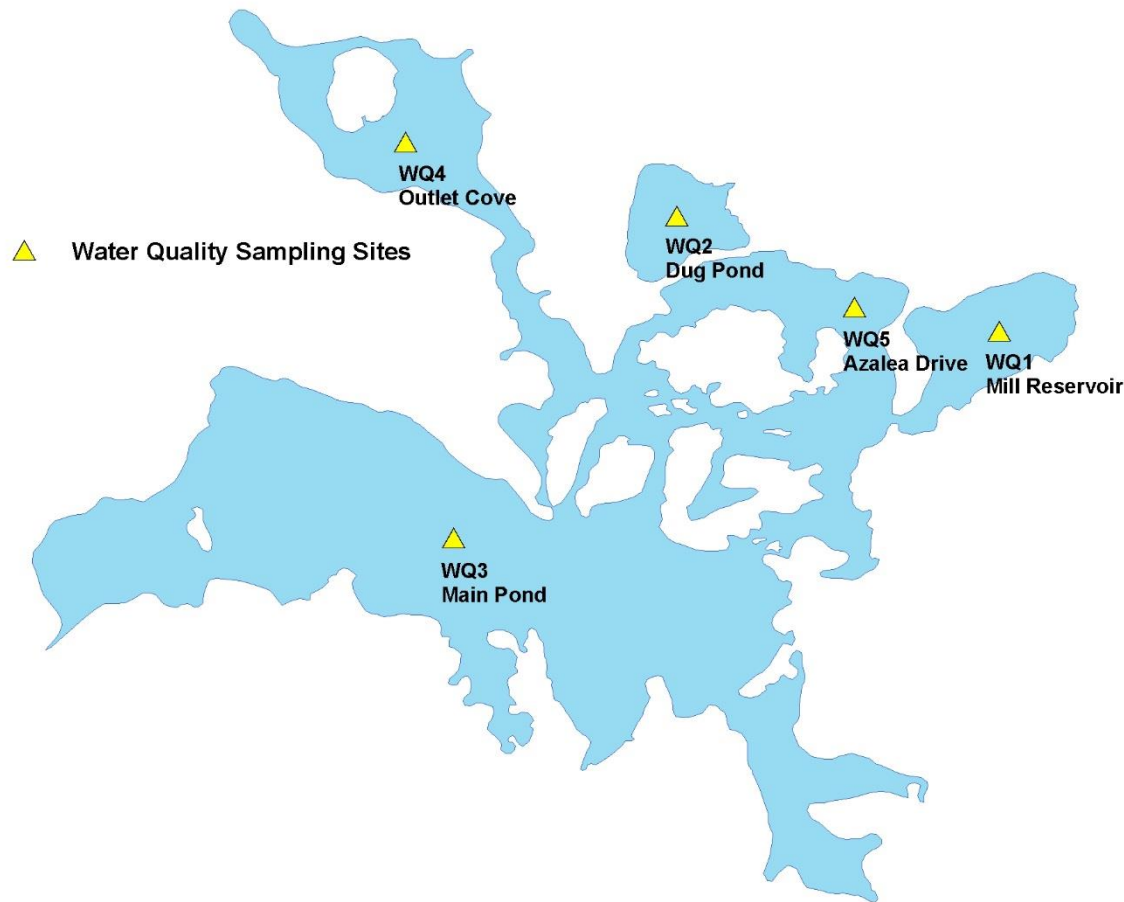 WQ4
Outlet Cove
Water Quality Sampling Sites
WQ2
Dug Pond
WQ5
Azalea Drive
WQ1
Mill Reservoir
WQ3
Main Pond